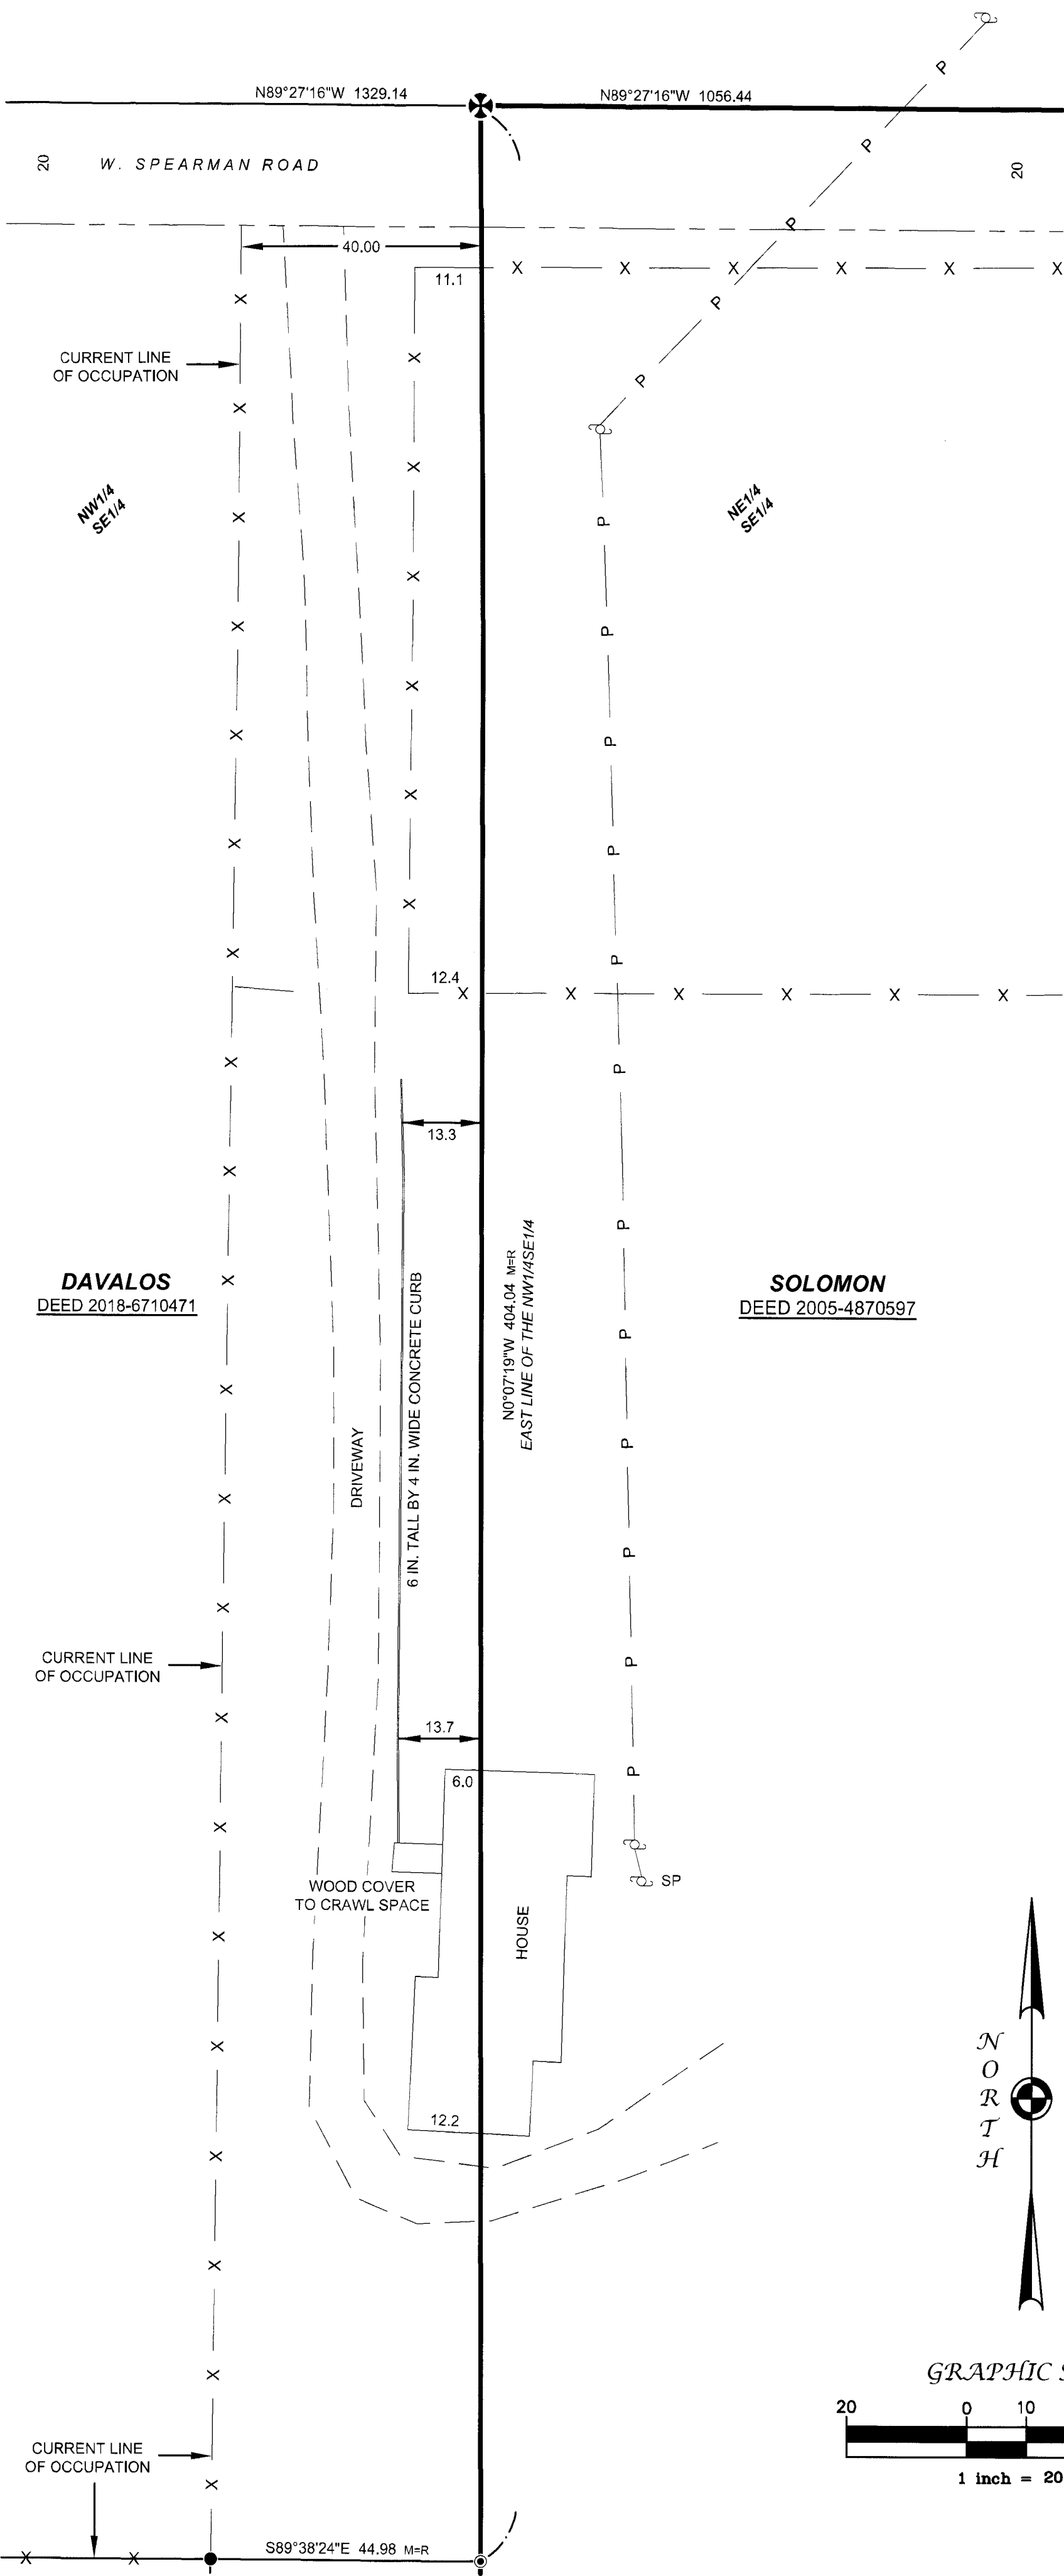 N89°27'16"W 1329.14
N89°27'16"W 1056.44
20
W. SPEARMAN ROAD
20
40.00
X X X X X X
11.1
P
P
P
P
P
CURRENT LINE
OF OCCUPATION
NW1/4
SE1/4
NE1/4
SE1/4
12.4
X X X X X X
13.3
DAVALOS
DEED 2018-6710471
SOLOMON
DEED 2005-4870597
N0°07'19"W 404.04 M=R
EAST LINE OF THE NW1/4SE1/4
6 IN. TALL BY 4 IN. WIDE CONCRETE CURB
DRIVEWAY
CURRENT LINE
OF OCCUPATION
13.7
6.0
SP
WOOD COVER
TO CRAWL SPACE
HOUSE
12.2
NORTH
GRAPHIC S
20 0 10
1 inch = 20
CURRENT LINE
OF OCCUPATION
S89°38'24"E 44.98 M=R
X X